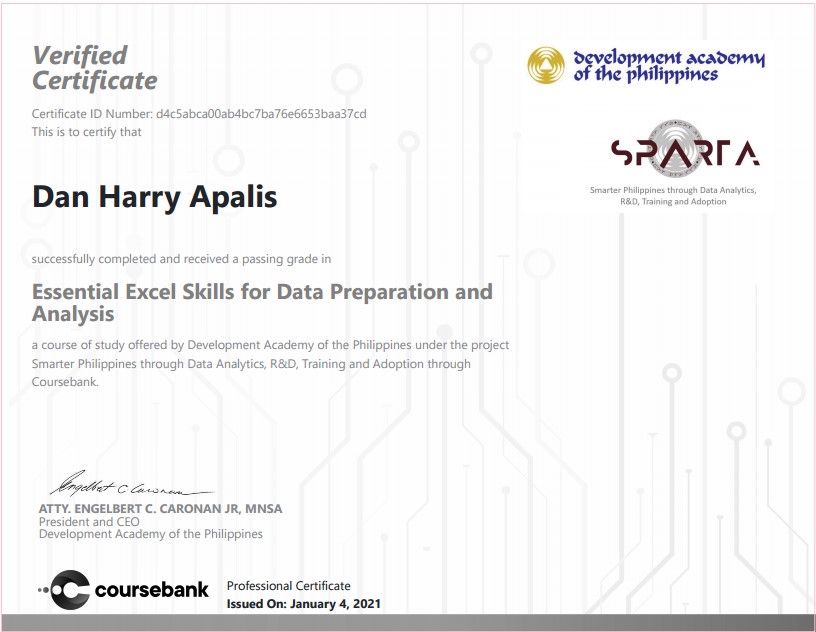 Verified
Certificate
Certificate ID Number: d4c5abca00ab4bc7ba76e6653baa37cd
This is to certify that
Dan Harry Apalis
successfully completed and received a passing grade in
Essential Excel Skills for Data Preparation and
Analysis
a course of study offered by Development Academy of the Philippines under the project
Smarter Philippines through Data Analytics, R&D, Training and Adoption through
Coursebank.
development academy
of the philippines
SPARTA
Smarter Philippines through Data Analytics,
R&D, Training and Adoption
Engelbert C Caronan
ATTY. ENGELBERT C. CARONAN JR, MNSA
President and CEO
Development Academy of the Philippines
coursebank
Professional Certificate
Issued On: January 4, 2021